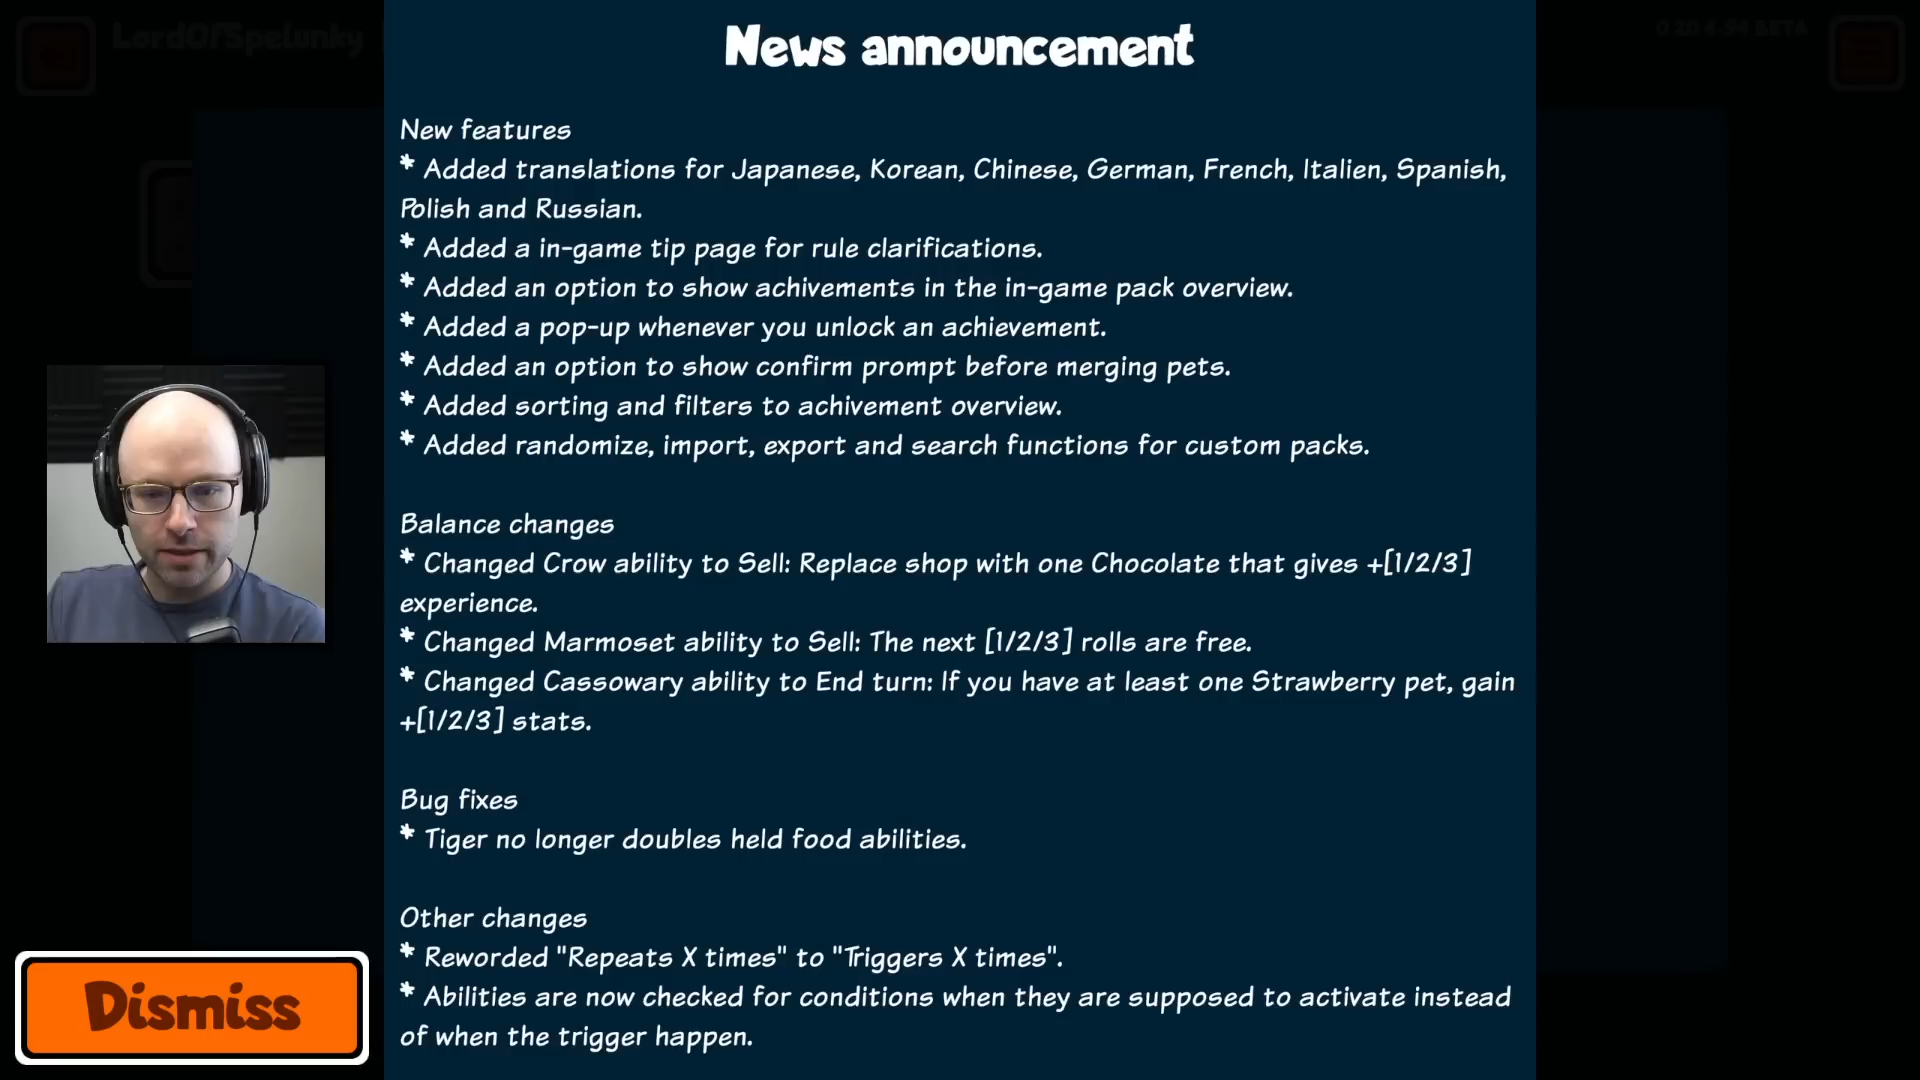 LordOfSpelunky
0.20.4-94 BETA
News announcement
New features
* Added translations for Japanese, Korean, Chinese, German, French, Italien, Spanish,
Polish and Russian.
* Added a in-game tip page for rule clarifications.
* Added an option to show achivements in the in-game pack overview.
* Added a pop-up whenever you unlock an achievement.
* Added an option to show confirm prompt before merging pets.
* Added sorting and filters to achivement overview.
* Added randomize, import, export and search functions for custom packs.
Balance changes
* Changed Crow ability to Sell: Replace shop with one Chocolate that gives +[1/2/3]
experience.
* Changed Marmoset ability to Sell: The next [1/2/3] rolls are free.
* Changed Cassowary ability to End turn: If you have at least one Strawberry pet, gain
+[1/2/3] stats.
Bug fixes
* Tiger no longer doubles held food abilities.
Other changes
* Reworded "Repeats X times" to "Triggers X times".
* Abilities are now checked for conditions when they are supposed to activate instead
of when the trigger happen.
Dismiss